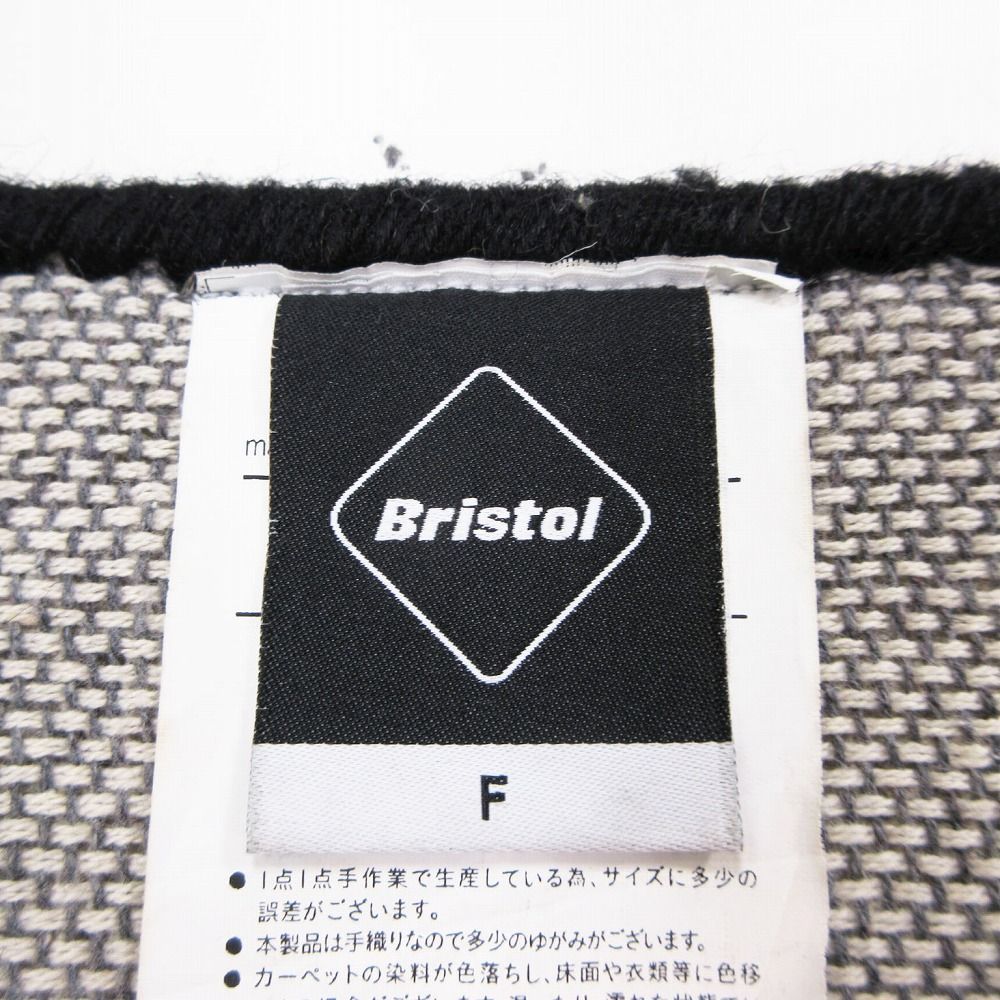 m
Bristol
F
● 1点1点手作業で生産している為、サイズに多少の
誤差がございます。
● 本製品は手織りなので多少のゆがみがございます。
● カーペットの染料が色落ちし、床面や衣類等に色移